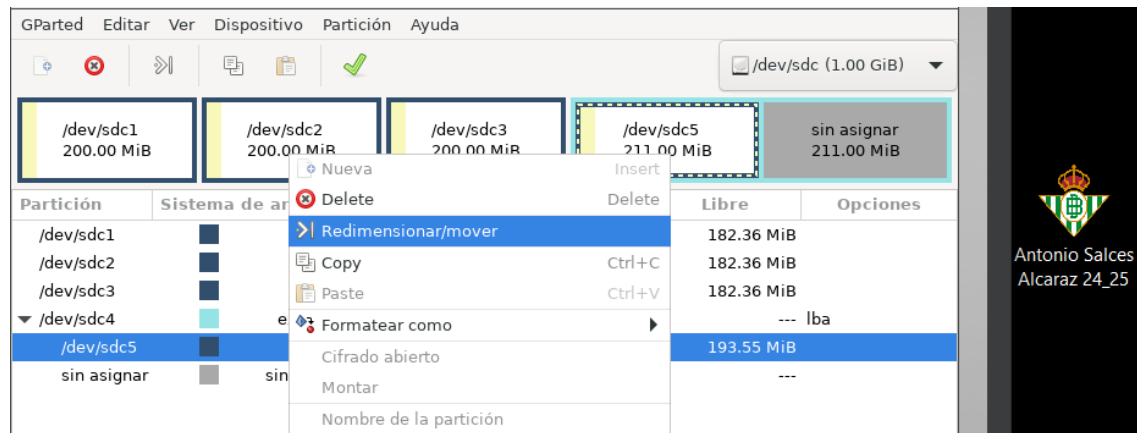 GParted Editar Ver Dispositivo Partición Ayuda
/dev/sdc (1.00 GiB)
/dev/sdc1
200.00 MiB
/dev/sdc2
200.00 MiB
/dev/sdc3
200.00 MiB
/dev/sdc5
211.00 MiB
sin asignar
211.00 MiB
Partición Sistema de ar Libre Opciones
/dev/sdc1 182.36 MiB
/dev/sdc2 182.36 MiB
/dev/sdc3 182.36 MiB
/dev/sdc4 e --- lba
/dev/sdc5 193.55 MiB
sin asignar sin ---
Nueva Insert
Delete Delete
Redimensionar/mover
Copy Ctrl+C
Paste Ctrl+V
Formatear como
Cifrado abierto
Montar
Nombre de la partición
Antonio Salces
Alcaraz 24_25